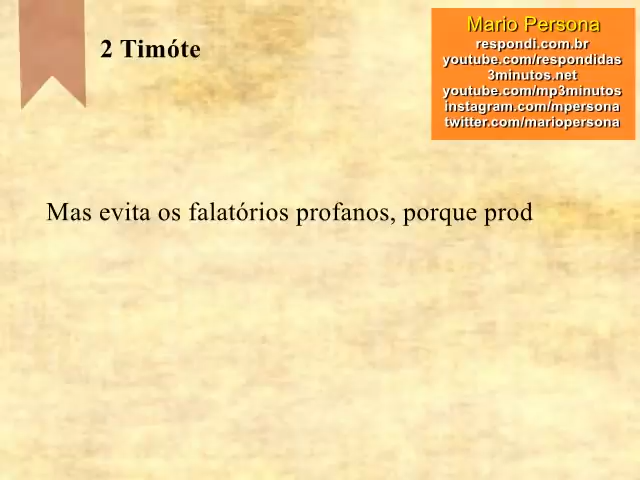 2 Timóte
Mario Persona
respondi.com.br
youtube.com/respondidas
3minutos.net
youtube.com/mp3minutos
instagram.com/mpersona
twitter.com/mariopersona
Mas evita os falatórios profanos, porque prod